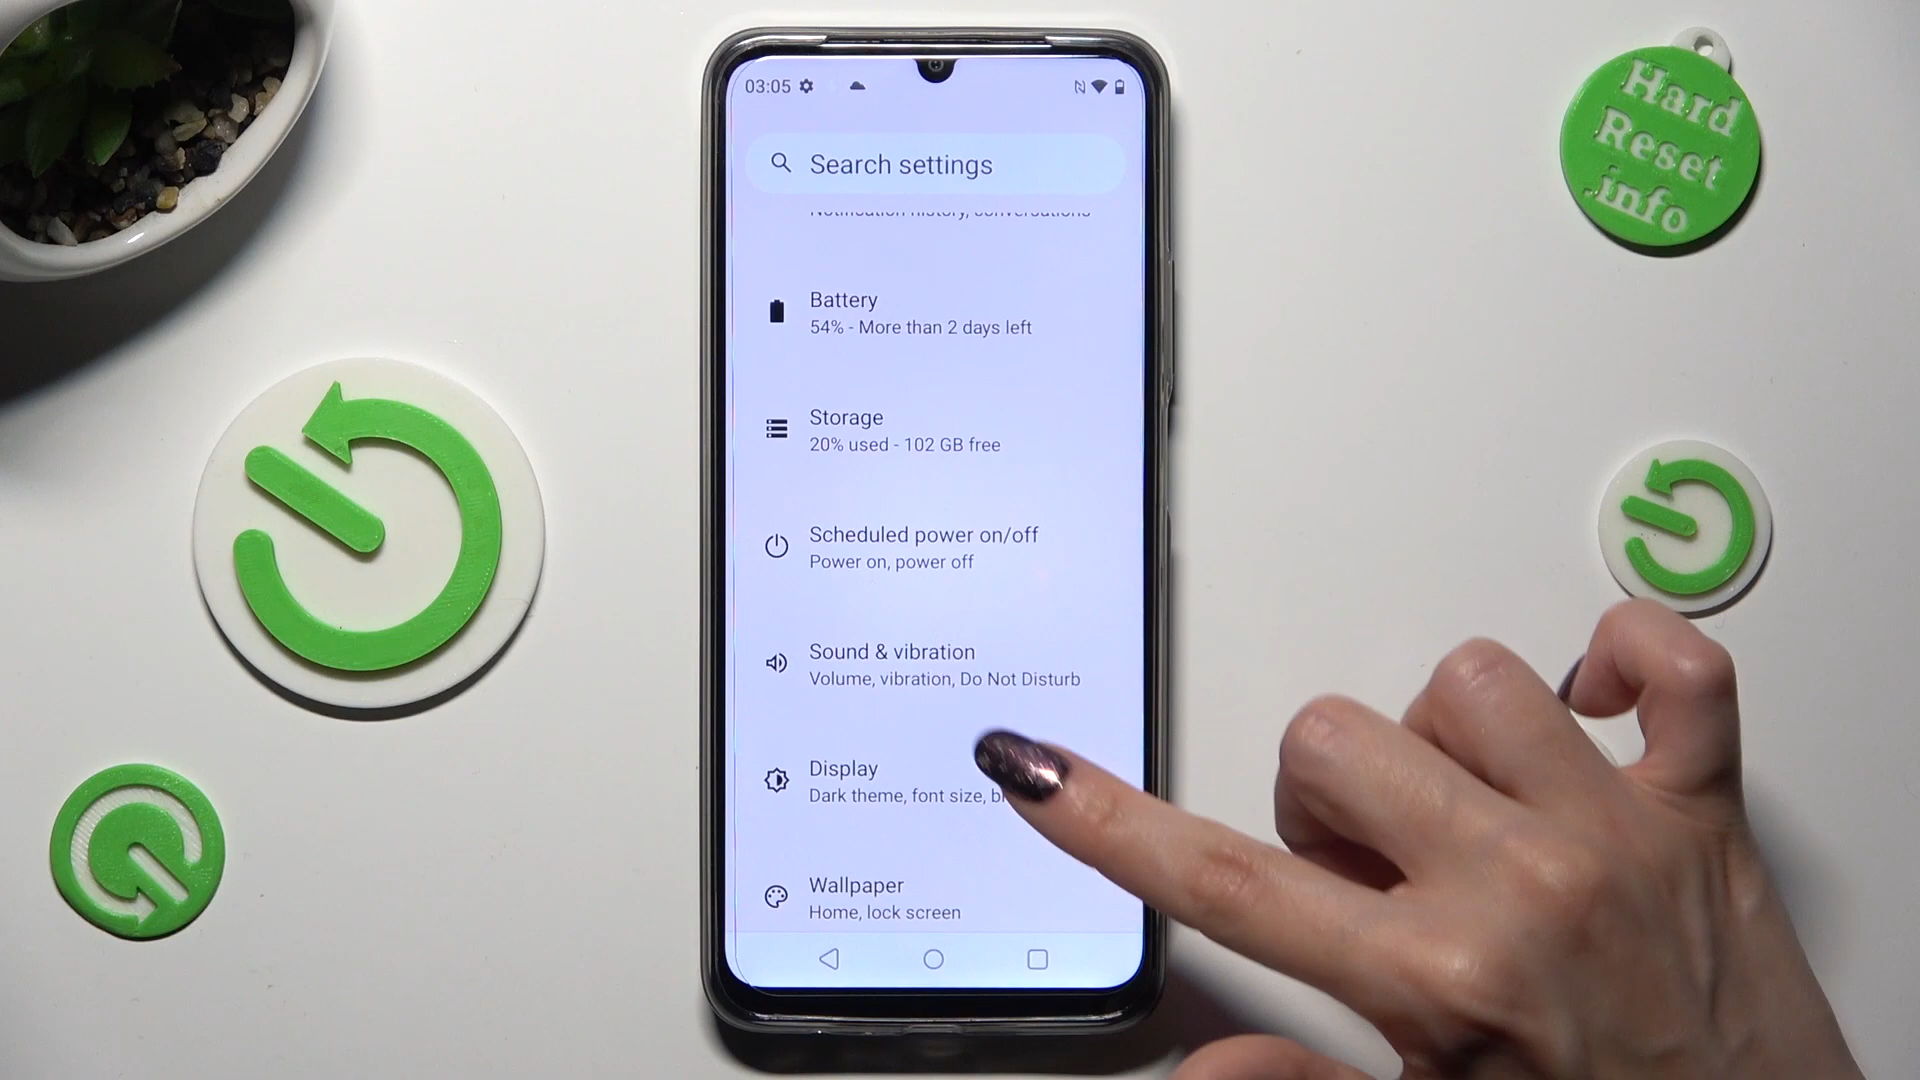 03:05
Search settings
Notification history, conversations
Battery
54% - More than 2 days left
Storage
20% used - 102 GB free
Scheduled power on/off
Power on, power off
Sound & vibration
Volume, vibration, Do Not Disturb
Display
Dark theme, font size, b
Wallpaper
Home, lock screen
Hard
Reset
.info